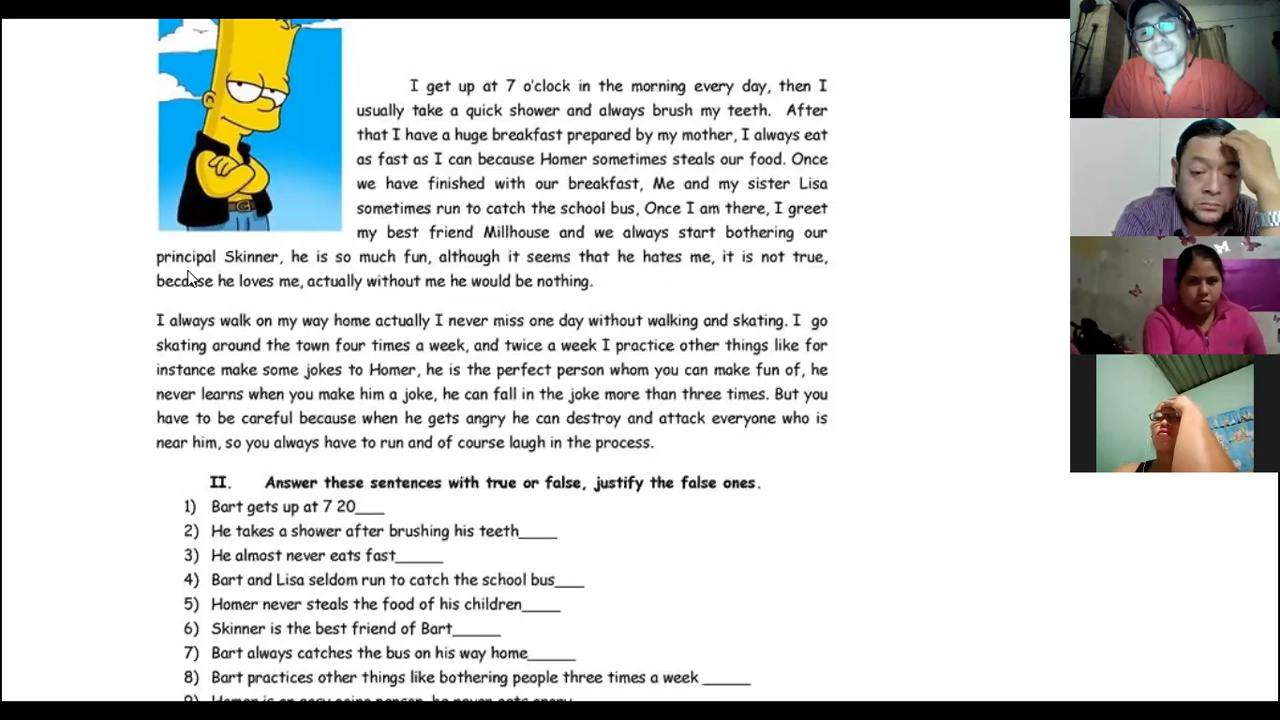 I get up at 7 o'clock in the morning every day, then I
usually take a quick shower and always brush my teeth. After
that I have a huge breakfast prepared by my mother, I always eat
as fast as I can because Homer sometimes steals our food. Once
we have finished with our breakfast, Me and my sister Lisa
sometimes run to catch the school bus, Once I am there, I greet
my best friend Millhouse and we always start bothering our
principal Skinner, he is so much fun, although it seems that he hates me, it is not true,
because he loves me, actually without me he would be nothing.
I always walk on my way home actually I never miss one day without walking and skating. I go
skating around the town four times a week, and twice a week I practice other things like for
instance make some jokes to Homer, he is the perfect person whom you can make fun of, he
never learns when you make him a joke, he can fall in the joke more than three times. But you
have to be careful because when he gets angry he can destroy and attack everyone who is
near him, so you always have to run and of course laugh in the process.
II. Answer these sentences with true or false, justify the false ones.
1) Bart gets up at 7 20____
2) He takes a shower after brushing his teeth_____
3) He almost never eats fast______
4) Bart and Lisa seldom run to catch the school bus____
5) Homer never steals the food of his children_____
6) Skinner is the best friend of Bart______
7) Bart always catches the bus on his way home______
8) Bart practices other things like bothering people three times a week ______
9) Homer is an easy going person, he never gets angry